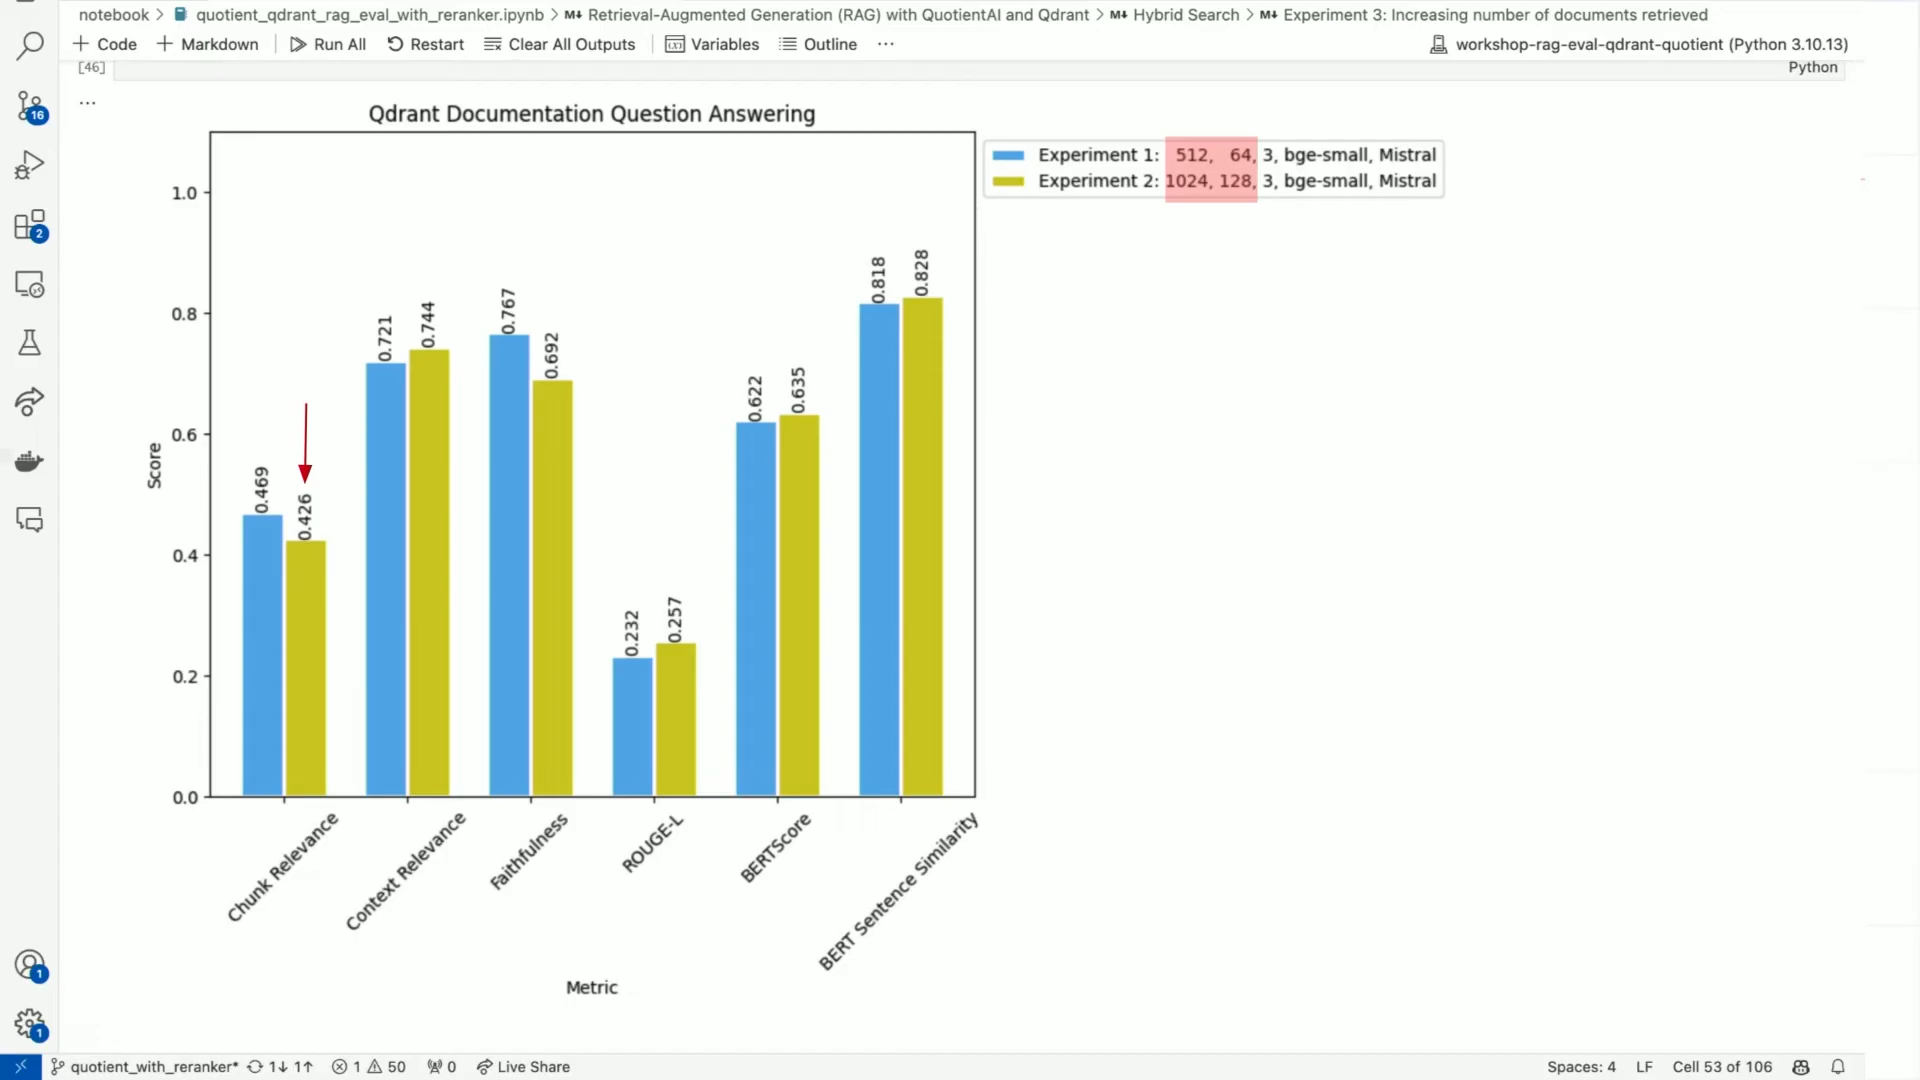 notebook > quotient_qdrant_rag_eval_with_reranker.ipynb > M↓ Retrieval-Augmented Generation (RAG) with QuotientAI and Qdrant > M↓ Hybrid Search > M↓ Experiment 3: Increasing number of documents retrieved
+ Code + Markdown Run All Restart Clear All Outputs Variables Outline ...
workshop-rag-eval-qdrant-quotient (Python 3.10.13)
[46]
Python
...
Qdrant Documentation Question Answering
Experiment 1: 512, 64, 3, bge-small, Mistral
Experiment 2: 1024, 128, 3, bge-small, Mistral
1.0
0.8
0.6
0.4
0.2
0.0
Score
0.469
0.426
0.721
0.744
0.767
0.692
0.232
0.257
0.622
0.635
0.818
0.828
Chunk Relevance
Context Relevance
Faithfulness
ROUGE-L
BERTScore
BERT Sentence Similarity
Metric
16
2
1
1
quotient_with_reranker* 1↓ 1↑ 1 50 0 Live Share
Spaces: 4 LF Cell 53 of 106